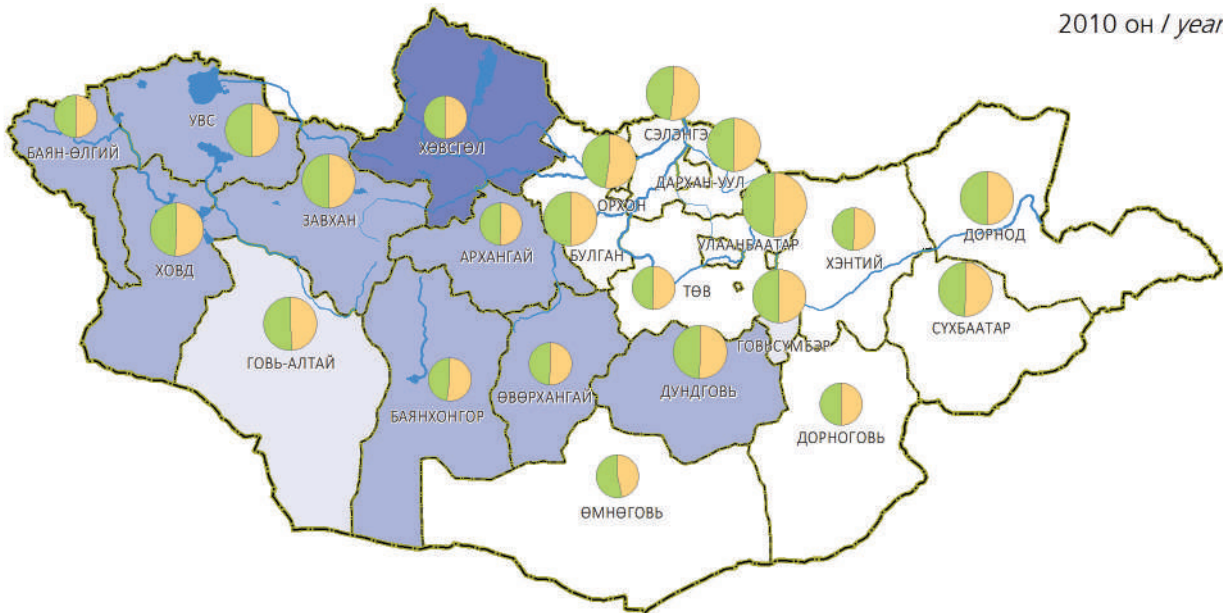 2010 он / year
СЭЛЭНГЭ
УВС
БАЯН-ӨЛГИЙ
ХӨВСГӨЛ
ДАРХАН-УУЛ
ЗАВХАН
ОРХОН
УЛААНБААТАР
ДОРНОД
ХОВД
АРХАНГАЙ
БУЛГАН
ХЭНТИЙ
ТӨВ
СҮХБААТАР
ГОВЬСҮМБЭР
ГОВЬ-АЛТАЙ
ДУНДГОВЬ
ӨВӨРХАНГАЙ
БАЯНХОНГОР
ДОРНОГОВЬ
ӨМНӨГОВЬ